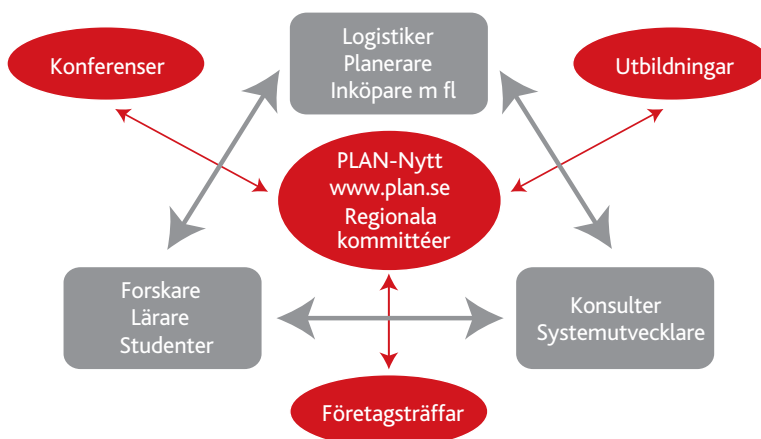 Logistiker
Planerare
Inköpare m fl
Konferenser
Utbildningar
PLAN-Nytt
www.plan.se
Regionala
kommittéer
Forskare
Lärare
Studenter
Konsulter
Systemutvecklare
Företagsträffar